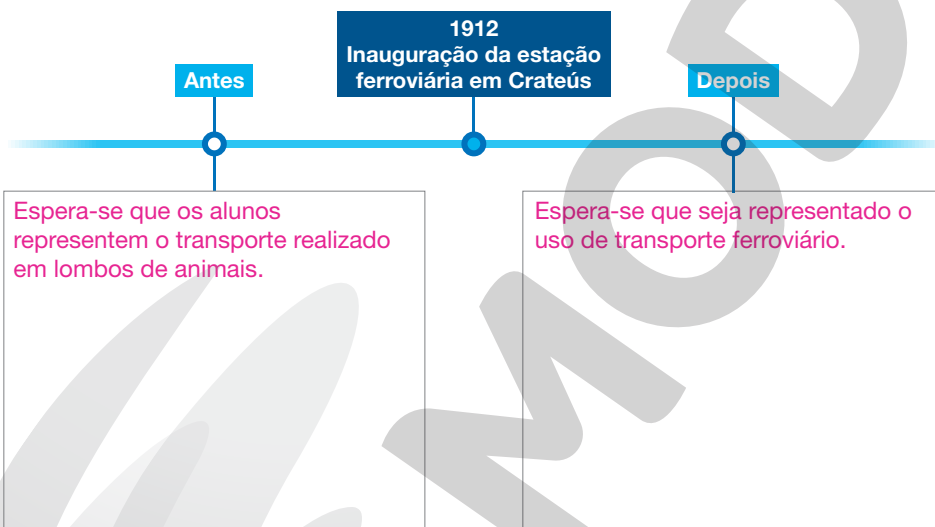 1912
Inauguração da estação
ferroviária em Crateús
Antes
Depois
Espera-se que os alunos
representem o transporte realizado
em lombos de animais.
Espera-se que seja representado o
uso de transporte ferroviário.
MOD